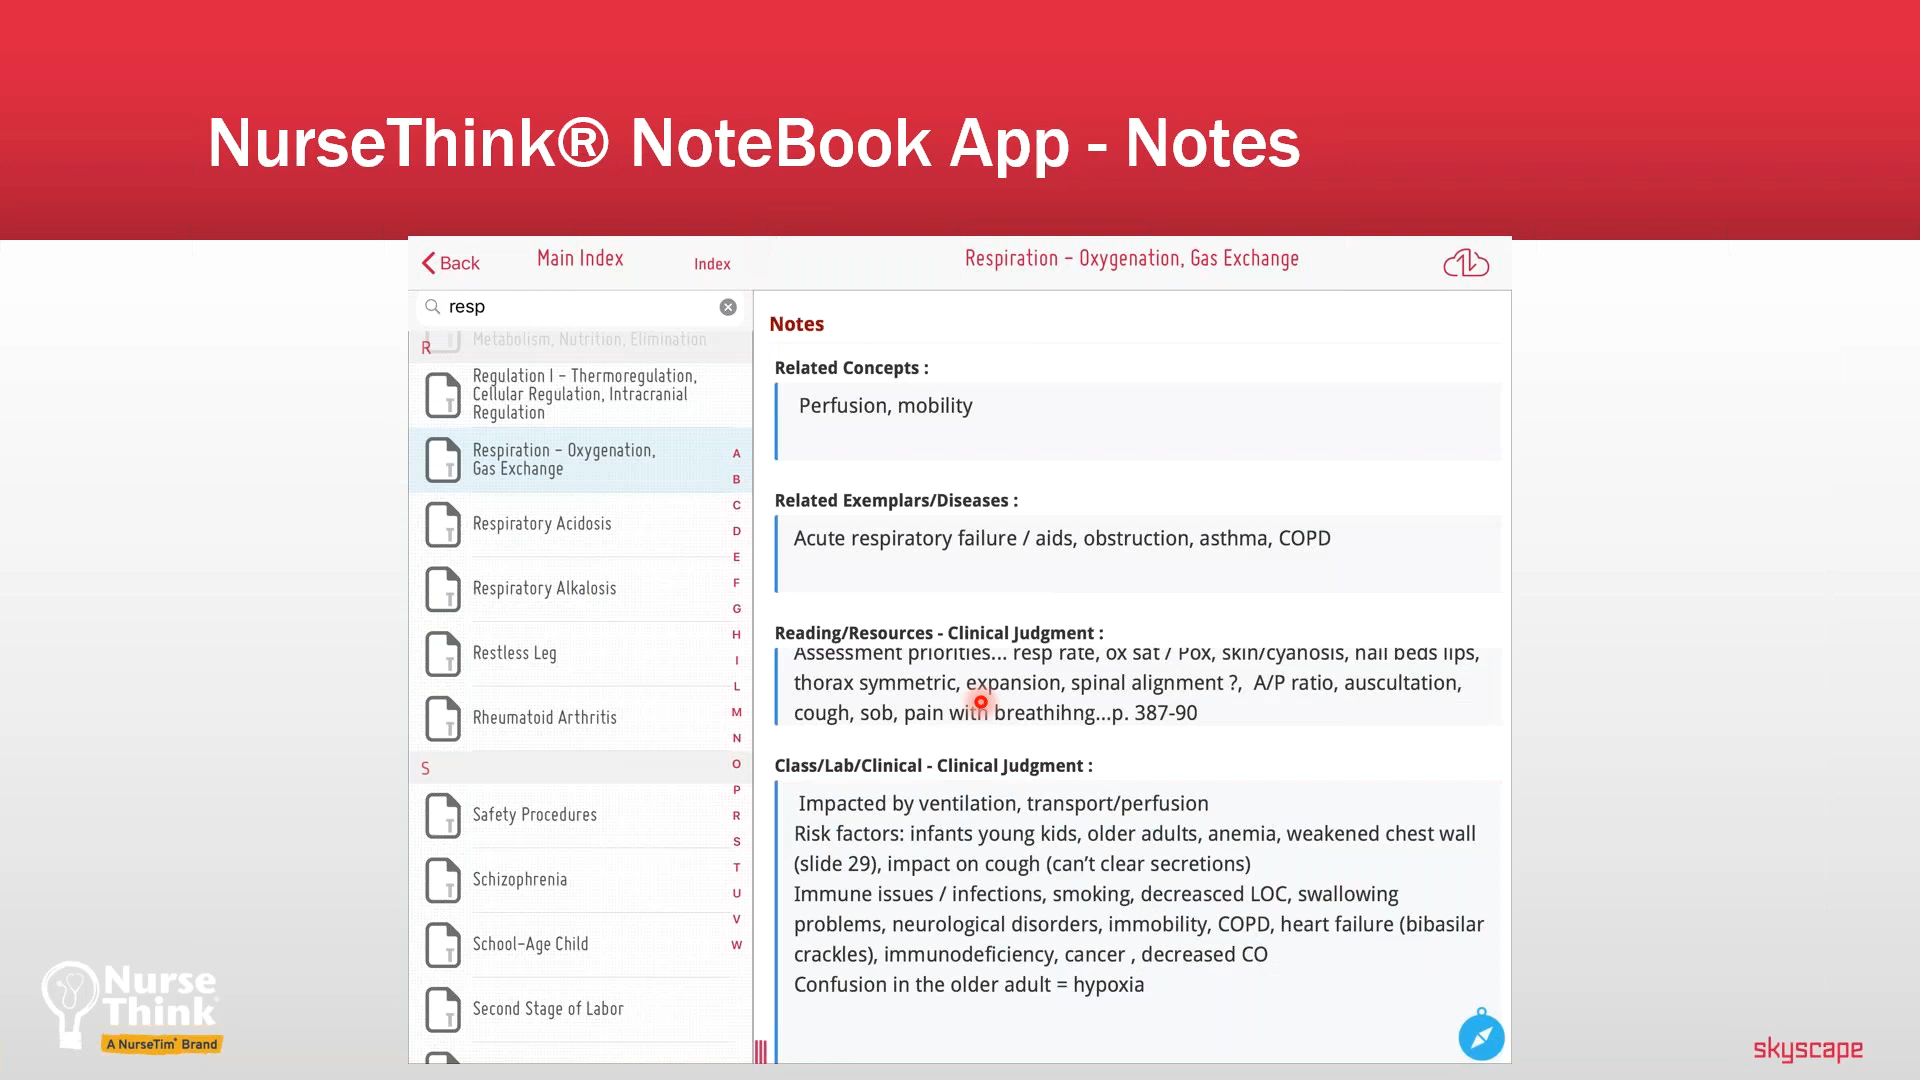 NurseThink® NoteBook App - Notes
Back
Main Index
Index
Respiration - Oxygenation, Gas Exchange
resp
Metabolism, Nutrition, Elimination
R
Regulation I - Thermoregulation,
Cellular Regulation, Intracranial
Regulation
Respiration - Oxygenation,
Gas Exchange
Respiratory Acidosis
Respiratory Alkalosis
Restless Leg
Rheumatoid Arthritis
S
Safety Procedures
Schizophrenia
School-Age Child
Second Stage of Labor
A
B
C
D
E
F
G
H
I
L
M
N
O
P
R
S
T
U
V
W
Notes
Related Concepts :
Perfusion, mobility
Related Exemplars/Diseases :
Acute respiratory failure / aids, obstruction, asthma, COPD
Reading/Resources - Clinical Judgment :
Assessment priorities... resp rate, ox sat / Pox, skin/cyanosis, nail beds lips,
thorax symmetric, expansion, spinal alignment ?, A/P ratio, auscultation,
cough, sob, pain with breathihng...p. 387-90
Class/Lab/Clinical - Clinical Judgment :
Impacted by ventilation, transport/perfusion
Risk factors: infants young kids, older adults, anemia, weakened chest wall
(slide 29), impact on cough (can't clear secretions)
Immune issues / infections, smoking, decreasced LOC, swallowing
problems, neurological disorders, immobility, COPD, heart failure (bibasilar
crackles), immunodeficiency, cancer , decreased CO
Confusion in the older adult = hypoxia
Nurse
Think
A NurseTim® Brand
skyscape